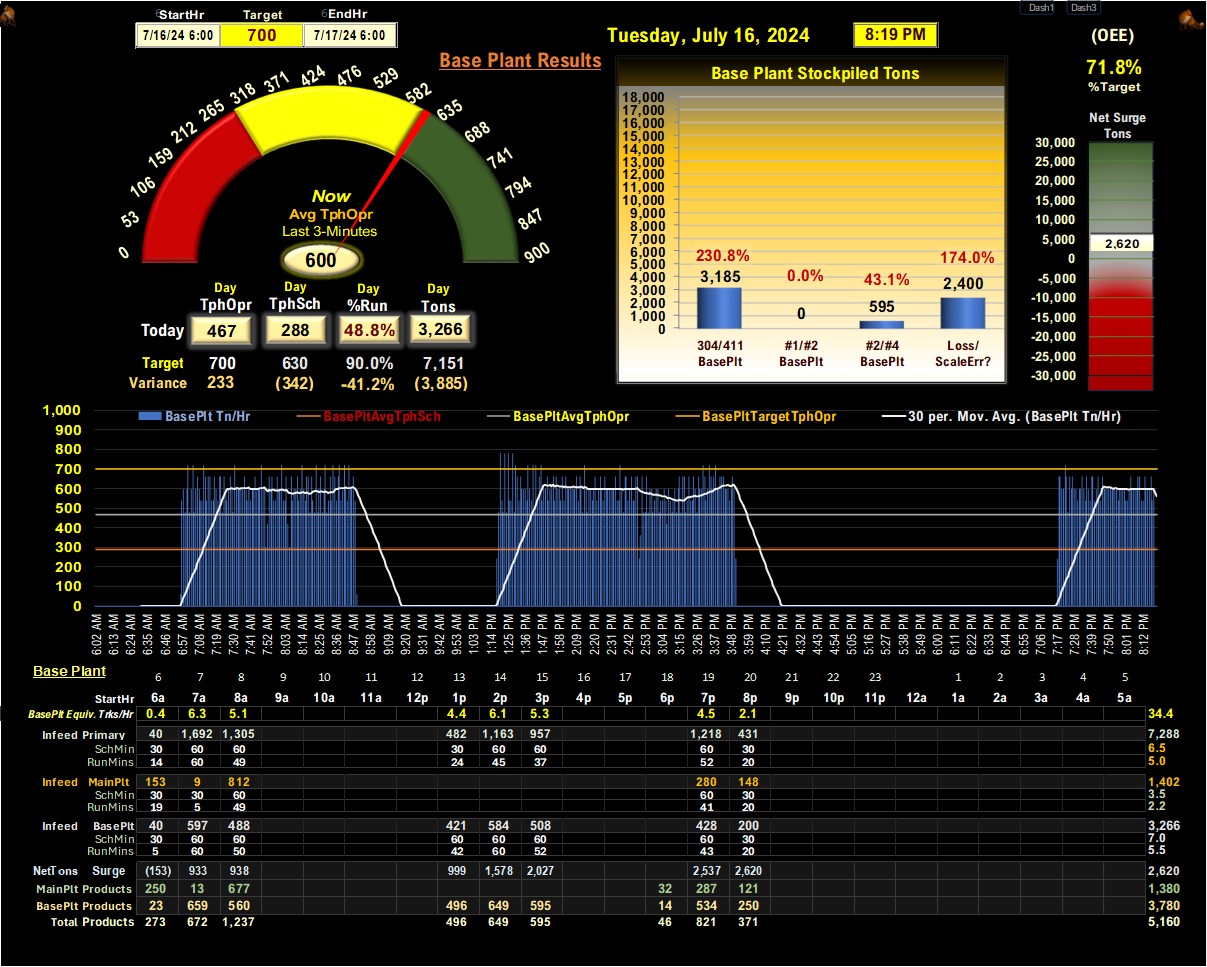 StartHr Target 6EndHr
7/16/24 6:00 700 7/17/24 6:00
Tuesday, July 16, 2024 8:19 PM
Dash1 Dash3
(OEE)
71.8%
%Target
Base Plant Results
0 53 106 159 212 265 318 371 424 476 529 582 635 688 741 794 847 900
Now
Avg TphOpr
Last 3-Minutes
600
Day Day Day Day
TphOpr TphSch %Run Tons
Today 467 288 48.8% 3,266
Target 700 630 90.0% 7,151
Variance 233 (342) -41.2% (3,885)
Base Plant Stockpiled Tons
18,000
17,000
16,000
15,000
14,000
13,000
12,000
11,000
10,000
9,000
8,000
7,000
6,000
5,000
4,000
3,000
2,000
1,000
0
230.8% 0.0% 43.1% 174.0%
3,185 0 595 2,400
304/411 #1/#2 #2/#4 Loss/
BasePlt BasePlt BasePlt ScaleErr?
Net Surge
Tons
30,000
25,000
20,000
15,000
10,000
5,000
0
-5,000
-10,000
-15,000
-20,000
-25,000
-30,000
2,620
BasePlt Tn/Hr BasePltAvgTphSch BasePltAvgTphOpr BasePltTargetTphOpr 30 per. Mov. Avg. (BasePlt Tn/Hr)
1,000
900
800
700
600
500
400
300
200
100
0
6:02 AM 6:13 AM 6:24 AM 6:35 AM 6:46 AM 6:57 AM 7:08 AM 7:19 AM 7:30 AM 7:41 AM 7:52 AM 8:03 AM 8:14 AM 8:25 AM 8:36 AM 8:47 AM 8:58 AM 9:09 AM 9:20 AM 9:31 AM 9:42 AM 9:53 AM 1:03 PM 1:14 PM 1:25 PM 1:36 PM 1:47 PM 1:58 PM 2:09 PM 2:20 PM 2:31 PM 2:42 PM 2:53 PM 3:04 PM 3:15 PM 3:26 PM 3:37 PM 3:48 PM 3:59 PM 4:10 PM 4:21 PM 4:32 PM 4:43 PM 4:54 PM 5:05 PM 5:16 PM 5:27 PM 5:38 PM 5:49 PM 6:00 PM 6:11 PM 6:22 PM 6:33 PM 6:44 PM 6:55 PM 7:06 PM 7:17 PM 7:28 PM 7:39 PM 7:50 PM 8:01 PM 8:12 PM
Base Plant
6 7 8 9 10 11 12 13 14 15 16 17 18 19 20 21 22 23 1 2 3 4 5
StartHr 6a 7a 8a 9a 10a 11a 12p 1p 2p 3p 4p 5p 6p 7p 8p 9p 10p 11p 12a 1a 2a 3a 4a 5a
BasePlt Equiv. Trks/Hr 0.4 6.3 5.1 4.4 6.1 5.3 4.5 2.1 34.4
Infeed Primary 40 1,692 1,305 482 1,163 957 1,218 431 7,288
SchMin 30 60 60 30 60 60 60 30 6.5
RunMins 14 60 49 24 45 37 52 20 5.0
Infeed MainPlt 153 9 812 280 148 1,402
SchMin 30 30 60 60 30 3.5
RunMins 19 5 49 41 20 2.2
Infeed BasePlt 40 597 488 421 584 508 428 200 3,266
SchMin 30 60 60 60 60 60 60 30 7.0
RunMins 5 60 50 42 60 52 43 20 5.5
NetTons Surge (153) 933 938 999 1,578 2,027 2,537 2,620 2,620
MainPlt Products 250 13 677 32 287 121 1,380
BasePlt Products 23 659 560 496 649 595 14 534 250 3,780
Total Products 273 672 1,237 496 649 595 46 821 371 5,160